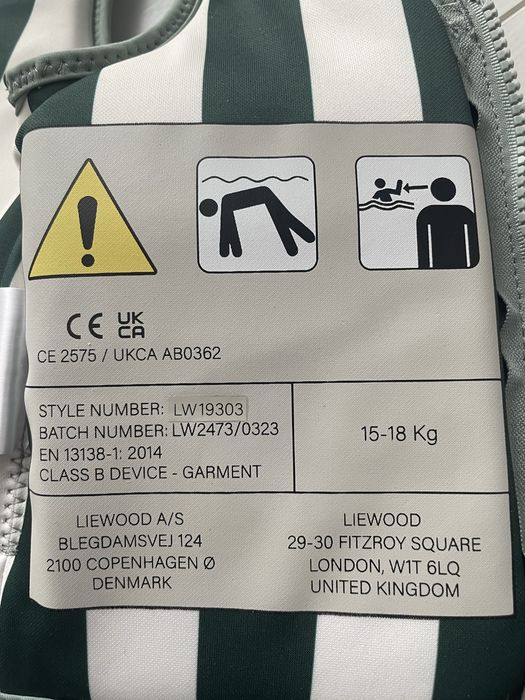 CE UK
CA
CE 2575 / UKCA AB0362
STYLE NUMBER: LW19303
BATCH NUMBER: LW2473/0323
EN 13138-1: 2014
CLASS B DEVICE - GARMENT
15-18 Kg
LIEWOOD A/S
BLEGDAMSVEJ 124
2100 COPENHAGEN Ø
DENMARK
LIEWOOD
29-30 FITZROY SQUARE
LONDON, W1T 6LQ
UNITED KINGDOM